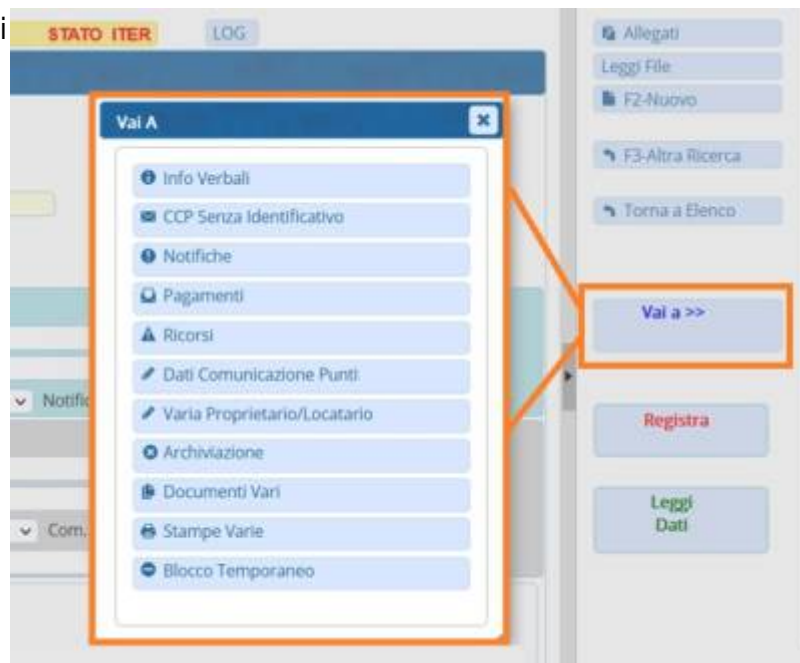 i
STATO ITER
LOG
Allegati
Leggi File
F2-Nuovo
F3-Altra Ricerca
Torna a Elenco
Vai A
Info Verbali
CCP Senza Identificativo
Notifiche
Pagamenti
Ricorsi
Dati Comunicazione Punti
Varia Proprietario/Locatario
Archiviazione
Documenti Vari
Stampe Varie
Blocco Temporaneo
Vai a >>
Notific
Registra
Com.
Leggi
Dati